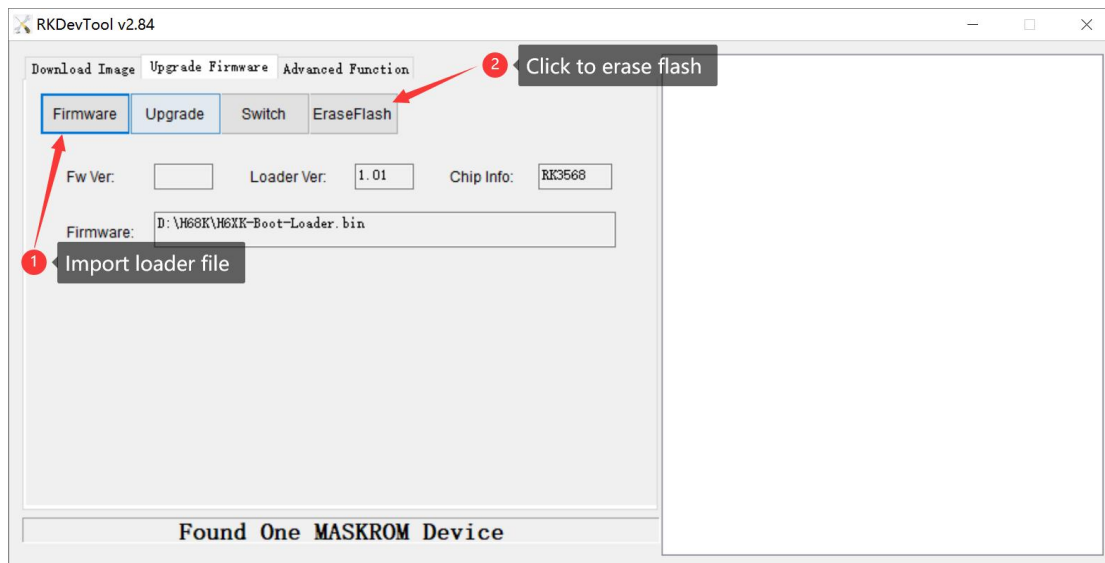 RKDevTool v2.84
Download Image Upgrade Firmware Advanced Function
2 Click to erase flash
Firmware Upgrade Switch EraseFlash
Fw Ver: Loader Ver: 1.01 Chip Info: RK3568
Firmware: D:\H68K\H6XK-Boot-Loader.bin
1 Import loader file
Found One MASKROM Device